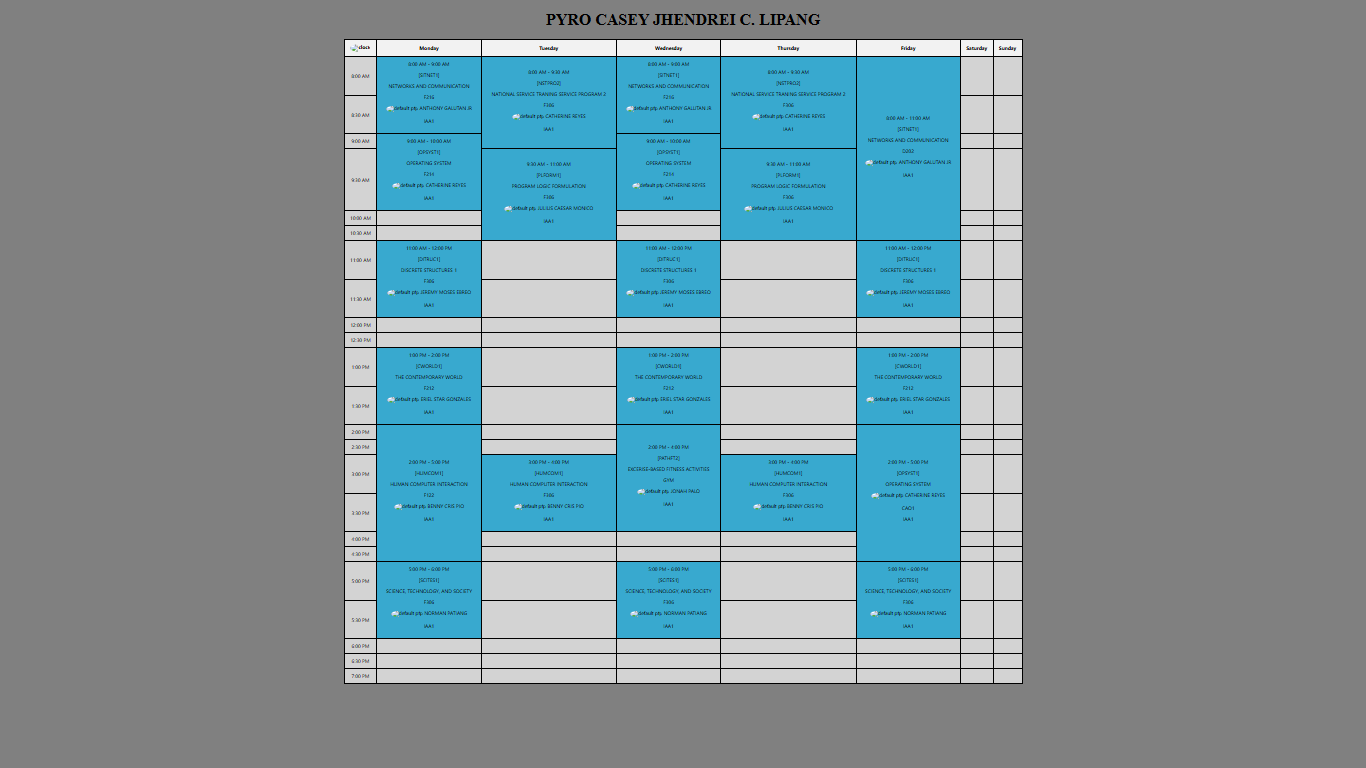 PYRO CASEY JHENDREI C. LIPANG
clock Monday Tuesday Wednesday Thursday Friday Saturday Sunday
8:00 AM
8:30 AM
9:00 AM
9:30 AM
10:00 AM
10:30 AM
11:00 AM
11:30 AM
12:00 PM
12:30 PM
1:00 PM
1:30 PM
2:00 PM
2:30 PM
3:00 PM
3:30 PM
4:00 PM
4:30 PM
5:00 PM
5:30 PM
6:00 PM
6:30 PM
7:00 PM
8:00 AM - 9:00 AM
[SITNET1]
NETWORKS AND COMMUNICATION
F216
default pfp. ANTHONY GALUTAN JR
IAA1
9:00 AM - 10:00 AM
[OPSYST1]
OPERATING SYSTEM
F214
default pfp. CATHERINE REYES
IAA1
11:00 AM - 12:00 PM
[DITRUC1]
DISCRETE STRUCTURES 1
F306
default pfp. JEREMY MOSES EBREO
IAA1
1:00 PM - 2:00 PM
[CWORLD1]
THE CONTEMPORARY WORLD
F212
default pfp. ERIEL STAR GONZALES
IAA1
2:00 PM - 5:00 PM
[HUMCOM1]
HUMAN COMPUTER INTERACTION
F122
default pfp. BENNY CRIS PIO
IAA1
5:00 PM - 6:00 PM
[SCITES1]
SCIENCE, TECHNOLOGY, AND SOCIETY
F306
default pfp. NORMAN PATIANG
IAA1
8:00 AM - 9:30 AM
[NETPRO2]
NATIONAL SERVICE TRANING SERVICE PROGRAM 2
F306
default pfp. CATHERINE REYES
IAA1
9:30 AM - 11:00 AM
[PLFORM1]
PROGRAM LOGIC FORMULATION
F306
default pfp. JULIUS CAESAR MONICO
IAA1
3:00 PM - 4:00 PM
[HUMCOM1]
HUMAN COMPUTER INTERACTION
F306
default pfp. BENNY CRIS PIO
IAA1
8:00 AM - 9:00 AM
[SITNET1]
NETWORKS AND COMMUNICATION
F216
default pfp. ANTHONY GALUTAN JR
IAA1
9:00 AM - 10:00 AM
[OPSYST1]
OPERATING SYSTEM
F214
default pfp. CATHERINE REYES
IAA1
11:00 AM - 12:00 PM
[DITRUC1]
DISCRETE STRUCTURES 1
F306
default pfp. JEREMY MOSES EBREO
IAA1
1:00 PM - 2:00 PM
[CWORLD1]
THE CONTEMPORARY WORLD
F212
default pfp. ERIEL STAR GONZALES
IAA1
2:00 PM - 4:00 PM
[PATHFT2]
EXCERISE-BASED FITNESS ACTIVITIES
GYM
default pfp. JONAH PALO
IAA1
5:00 PM - 6:00 PM
[SCITES1]
SCIENCE, TECHNOLOGY, AND SOCIETY
F306
default pfp. NORMAN PATIANG
IAA1
8:00 AM - 9:30 AM
[NETPRO2]
NATIONAL SERVICE TRANING SERVICE PROGRAM 2
F306
default pfp. CATHERINE REYES
IAA1
9:30 AM - 11:00 AM
[PLFORM1]
PROGRAM LOGIC FORMULATION
F306
default pfp. JULIUS CAESAR MONICO
IAA1
3:00 PM - 4:00 PM
[HUMCOM1]
HUMAN COMPUTER INTERACTION
F306
default pfp. BENNY CRIS PIO
IAA1
8:00 AM - 11:00 AM
[SITNET1]
NETWORKS AND COMMUNICATION
default pfp. ANTHONY GALUTAN JR
IAA1
11:00 AM - 12:00 PM
[DITRUC1]
DISCRETE STRUCTURES 1
F306
default pfp. JEREMY MOSES EBREO
IAA1
1:00 PM - 2:00 PM
[CWORLD1]
THE CONTEMPORARY WORLD
F212
default pfp. ERIEL STAR GONZALES
IAA1
2:00 PM - 5:00 PM
[OPSYST1]
OPERATING SYSTEM
default pfp. CATHERINE REYES
CAO1
IAA1
5:00 PM - 6:00 PM
[SCITES1]
SCIENCE, TECHNOLOGY, AND SOCIETY
F306
default pfp. NORMAN PATIANG
IAA1